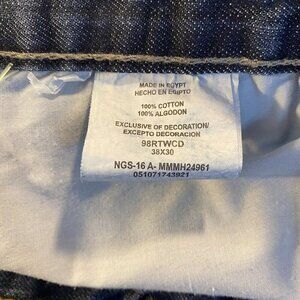 MADE IN EGYPT
HECHO EN EGIPTO
100% COTTON
100% ALGODON
EXCLUSIVE OF DECORATION/
EXCEPTO DECORACION
98RTWCD
38X30
NGS-16 A- MMMH24961
051071743921